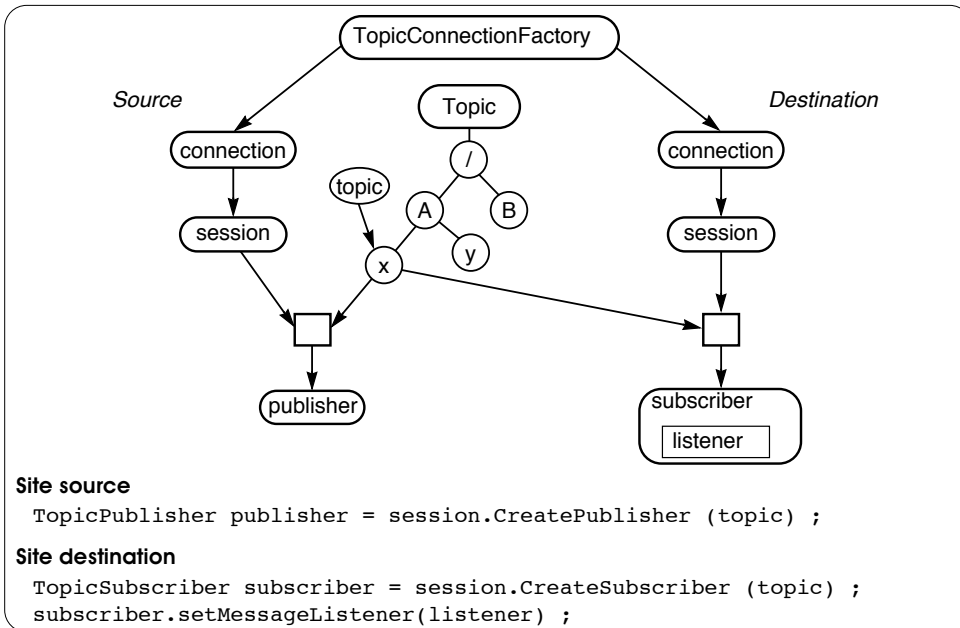 TopicConnectionFactory
Source
Destination
Topic
connection
/
connection
topic
A
B
session
session
y
x
publisher
subscriber
listener
Site source
TopicPublisher publisher = session.CreatePublisher (topic) ;
Site destination
TopicSubscriber subscriber = session.CreateSubscriber (topic) ;
subscriber.setMessageListener(listener) ;